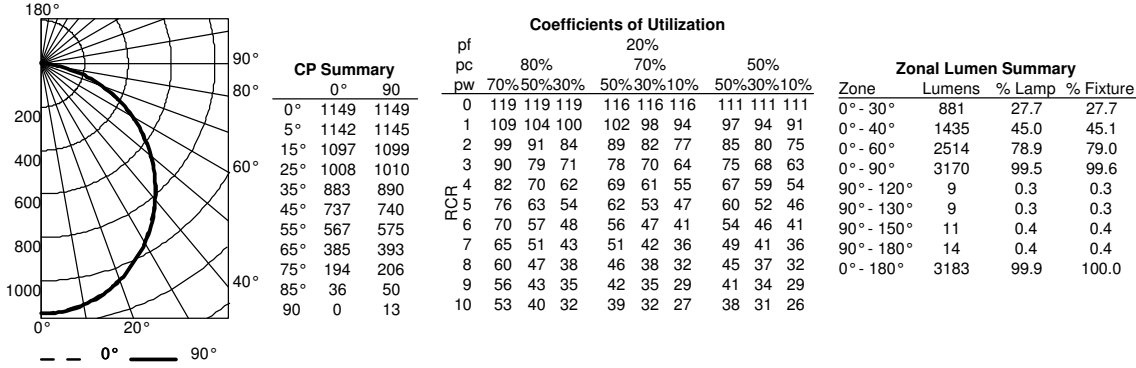 180°
90°
80°
60°
40°
200
400
600
800
1000
0° 20°
0° 90°
CP Summary
0° 90
0° 1149 1149
5° 1142 1145
15° 1097 1099
25° 1008 1010
35° 883 890
45° 737 740
55° 567 575
65° 385 393
75° 194 206
85° 36 50
90 0 13
Coefficients of Utilization
pf 20%
pc 80% 70% 50%
pw 70%50%30% 50%30%10% 50%30%10%
RCR
0 119 119 119 116 116 116 111 111 111
1 109 104 100 102 98 94 97 94 91
2 99 91 84 89 82 77 85 80 75
3 90 79 71 78 70 64 75 68 63
4 82 70 62 69 61 55 67 59 54
5 76 63 54 62 53 47 60 52 46
6 70 57 48 56 47 41 54 46 41
7 65 51 43 51 42 36 49 41 36
8 60 47 38 46 38 32 45 37 32
9 56 43 35 42 35 29 41 34 29
10 53 40 32 39 32 27 38 31 26
Zonal Lumen Summary
Zone Lumens % Lamp % Fixture
0° - 30° 881 27.7 27.7
0° - 40° 1435 45.0 45.1
0° - 60° 2514 78.9 79.0
0° - 90° 3170 99.5 99.6
90° - 120° 9 0.3 0.3
90° - 130° 9 0.3 0.3
90° - 150° 11 0.4 0.4
90° - 180° 14 0.4 0.4
0° - 180° 3183 99.9 100.0